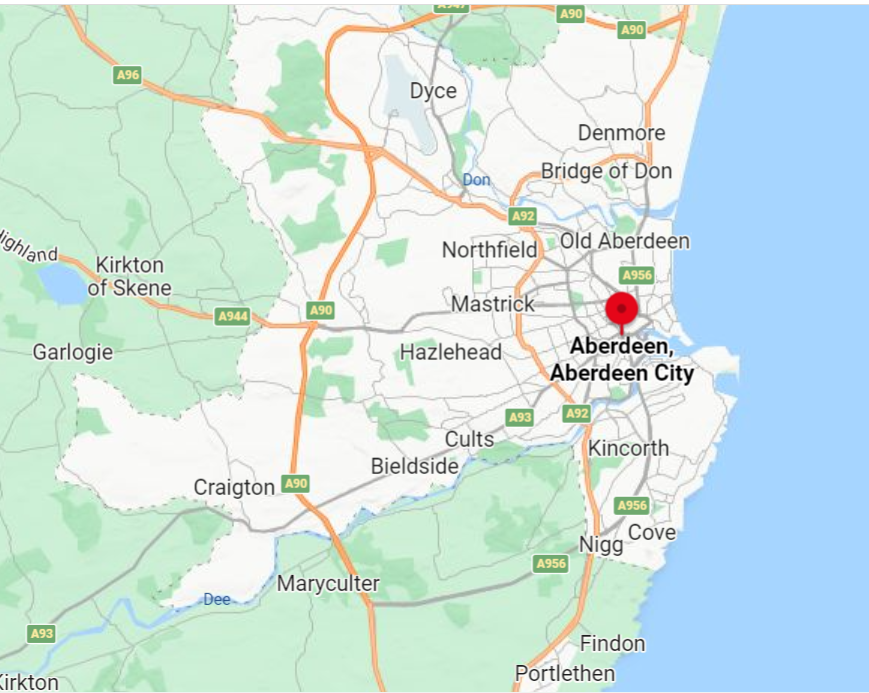 A947
A90
A90
A96
Dyce
Denmore
Bridge of Don
Don
A92
Old Aberdeen
Northfield
Kirkton
of Skene
A956
Mastrick
A90
A944
Garlogie
Hazlehead
Aberdeen,
Aberdeen City
A93
A92
Cults
Kincorth
Bieldside
Craigton
A90
A956
Cove
Nigg
A956
Maryculter
Dee
A93
Findon
Portlethen